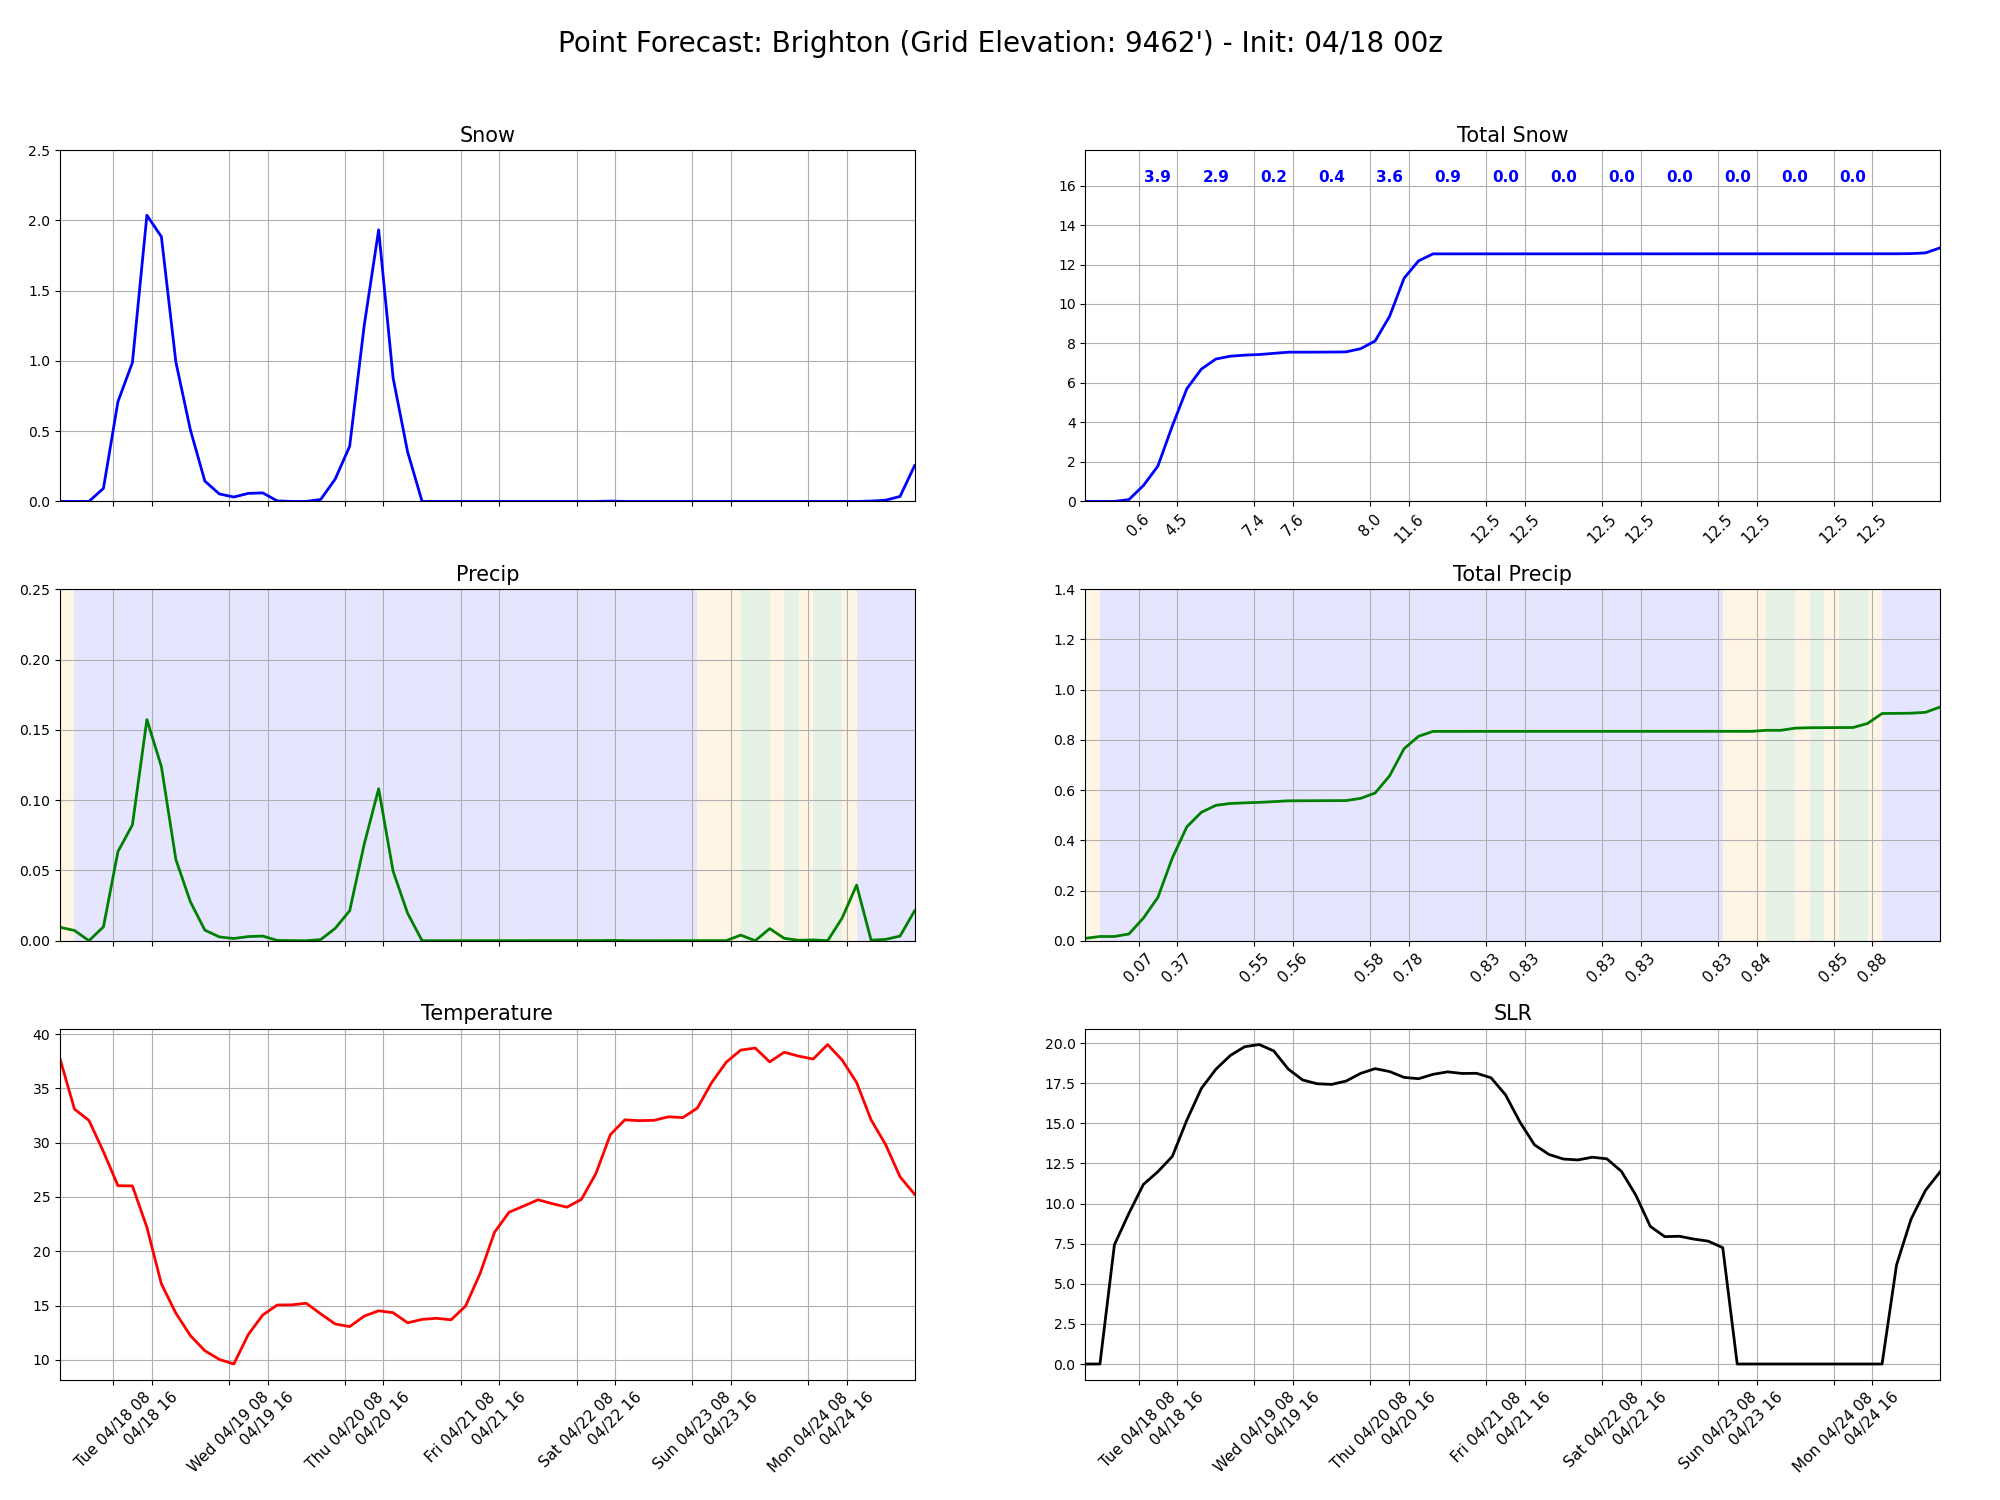 Point Forecast: Brighton (Grid Elevation: 9462') - Init: 04/18 00z
Snow
2.5
2.0
1.5
1.0
0.5
0.0
Total Snow
3.9 2.9 0.2 0.4 3.6 0.9 0.0 0.0 0.0 0.0 0.0 0.0 0.0
16
14
12
10
8
6
4
2
0
0.6 4.5 7.4 7.6 8.0 11.6 12.5 12.5 12.5 12.5 12.5 12.5 12.5 12.5
Precip
0.25
0.20
0.15
0.10
0.05
0.00
Total Precip
1.4
1.2
1.0
0.8
0.6
0.4
0.2
0.0
0.07 0.37 0.55 0.56 0.58 0.78 0.83 0.83 0.83 0.83 0.83 0.84 0.85 0.88
Temperature
40
35
30
25
20
15
10
Tue 04/18 08
04/18 16
Wed 04/19 08
04/19 16
Thu 04/20 08
04/20 16
Fri 04/21 08
04/21 16
Sat 04/22 08
04/22 16
Sun 04/23 08
04/23 16
Mon 04/24 08
04/24 16
SLR
20.0
17.5
15.0
12.5
10.0
7.5
5.0
2.5
0.0
Tue 04/18 08
04/18 16
Wed 04/19 08
04/19 16
Thu 04/20 08
04/20 16
Fri 04/21 08
04/21 16
Sat 04/22 08
04/22 16
Sun 04/23 08
04/23 16
Mon 04/24 08
04/24 16